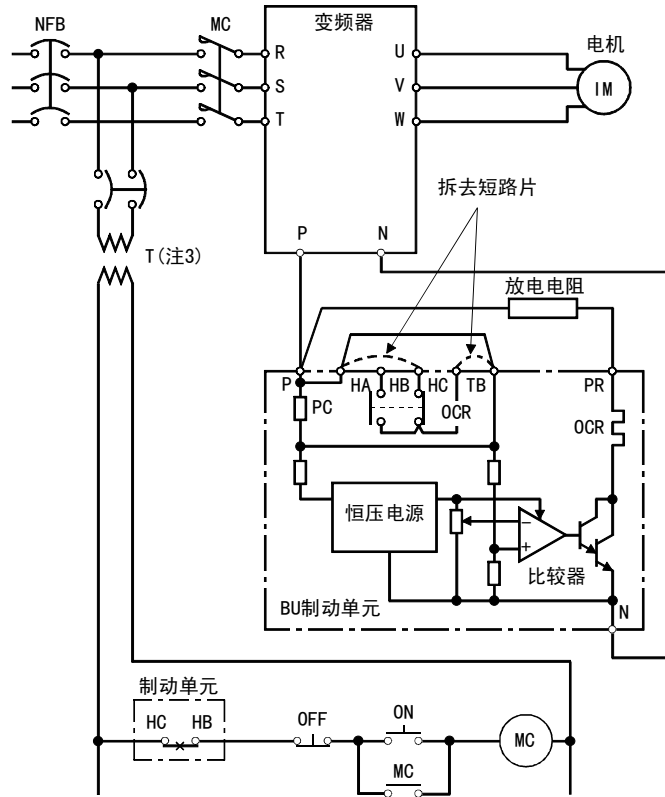 NFB
MC
变频器
电机
R
S
T
U
V
W
IM
拆去短路片
P
N
T(注3)
放电电阻
P
HA
HB
HC
TB
PR
PC
OCR
OCR
恒压电源
−
+
比较器
BU制动单元
N
制动单元
HC
HB
OFF
ON
MC
MC